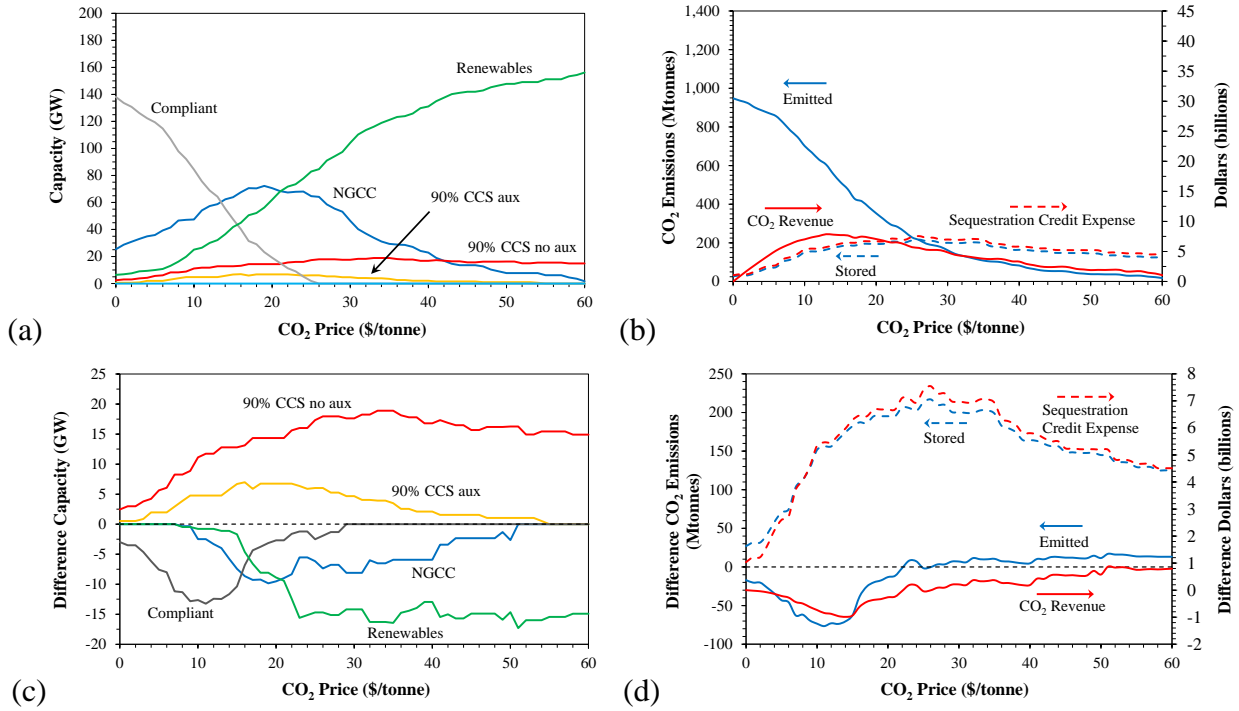 (a)
Capacity (GW)
200
180
160
140
120
100
80
60
40
20
0
Compliant
Renewables
NGCC
90% CCS aux
90% CCS no aux
0 10 20 30 40 50 60
CO₂ Price ($/tonne)
(b)
CO₂ Emissions (Mtonnes)
1,400
1,200
1,000
800
600
400
200
0
Emitted
CO₂ Revenue
Sequestration Credit Expense
Stored
45
40
35
30
25
20
15
10
5
0
Dollars (billions)
0 10 20 30 40 50 60
CO₂ Price ($/tonne)
(c)
Difference Capacity (GW)
25
20
15
10
5
0
-5
-10
-15
-20
90% CCS no aux
90% CCS aux
NGCC
Compliant
Renewables
0 10 20 30 40 50 60
CO₂ Price ($/tonne)
(d)
Difference CO₂ Emissions
(Mtonnes)
250
200
150
100
50
0
-50
-100
Sequestration
Credit Expense
Stored
Emitted
CO₂ Revenue
8
7
6
5
4
3
2
1
0
-1
-2
Difference Dollars (billions)
0 10 20 30 40 50 60
CO₂ Price ($/tonne)